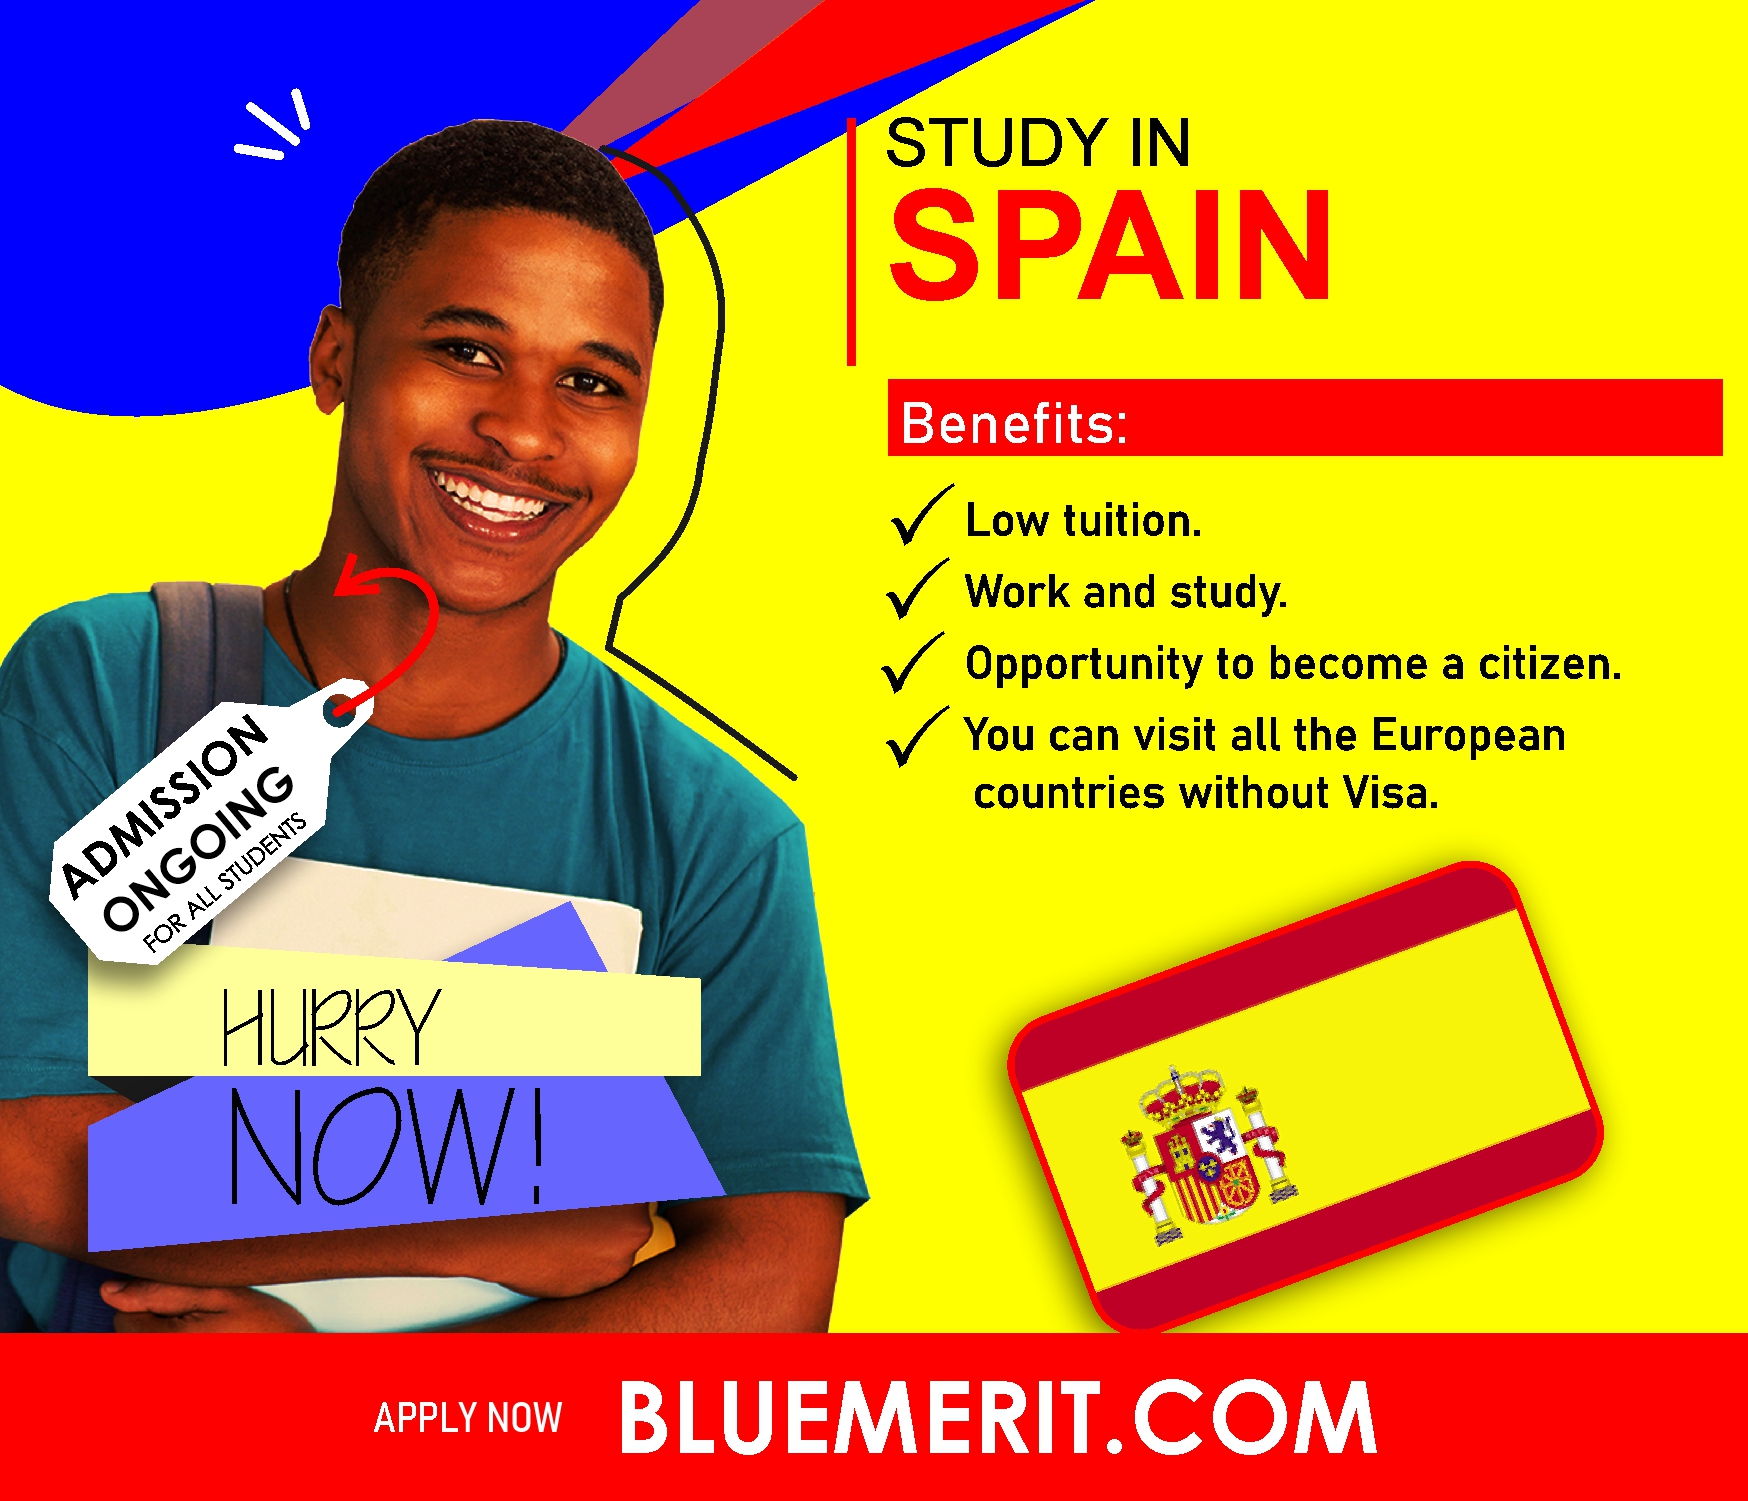 STUDY IN
SPAIN
Benefits:
Low tuition.
Work and study.
Opportunity to become a citizen.
You can visit all the European
countries without Visa.
ADMISSION
ONGOING
FOR ALL STUDENTS
HURRY
NOW!
APPLY NOW
BLUEMERIT.COM